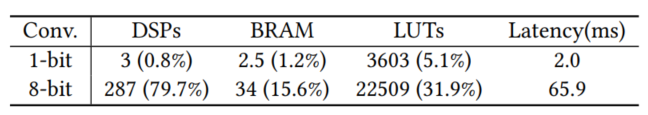 Conv. DSPs BRAM LUTs Latency(ms)
1-bit 3 (0.8%) 2.5 (1.2%) 3603 (5.1%) 2.0
8-bit 287 (79.7%) 34 (15.6%) 22509 (31.9%) 65.9